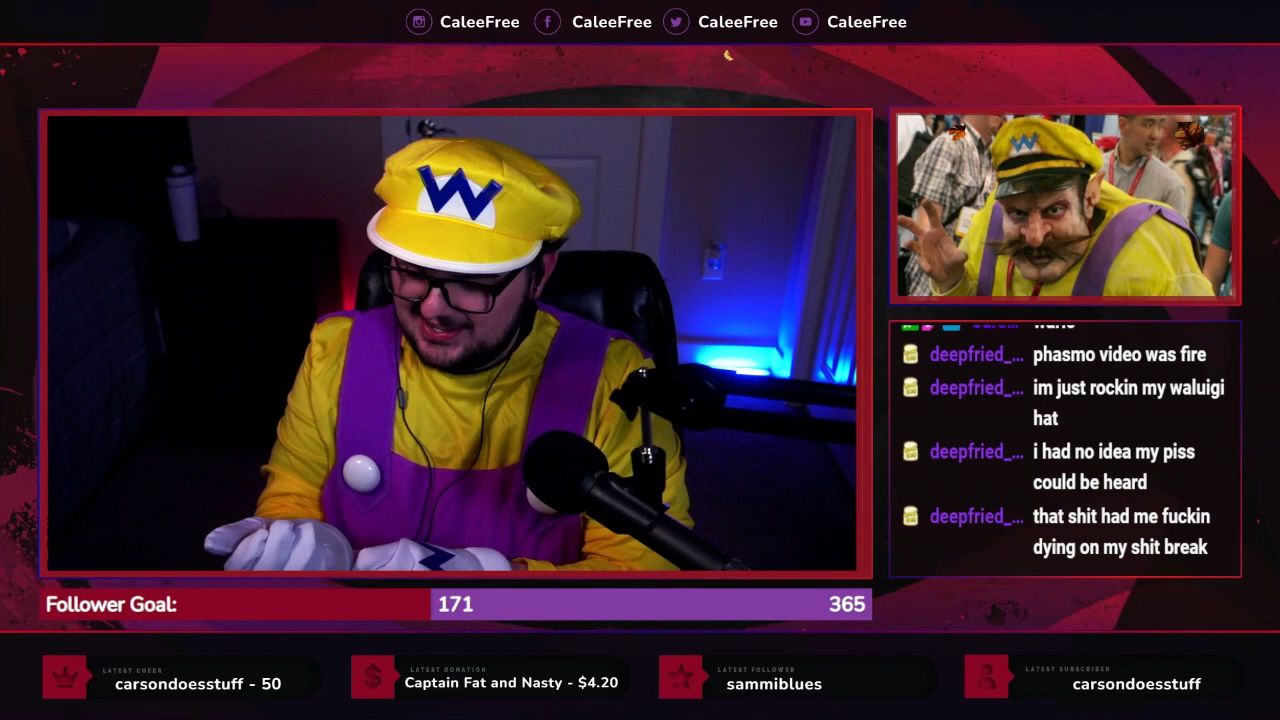 CaleeFree CaleeFree CaleeFree CaleeFree
W
W
deepfried_... phasmo video was fire
deepfried_... im just rockin my waluigi
hat
deepfried_... i had no idea my piss
could be heard
deepfried_... that shit had me fuckin
dying on my shit break
Follower Goal: 171 365
LATEST CHEER
carsondoesstuff - 50
LATEST DONATION
Captain Fat and Nasty - $4.20
LATEST FOLLOWER
sammiblues
LATEST SUBSCRIBER
carsondoesstuff